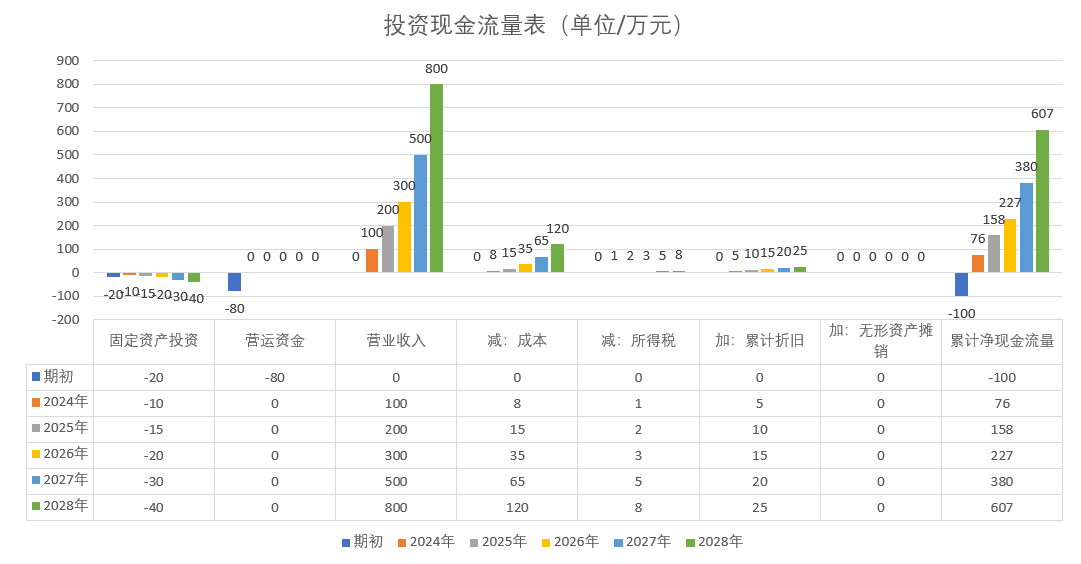 投资现金流量表（单位/万元）
900
800
700
600
500
400
300
200
100
0
-100
-200
-20 -10 -15 -20 -30 -40
-80 0 0 0 0 0
0 100 200 300 500 800
0 8 15 35 65 120
0 1 2 3 5 8
0 5 10 15 20 25
0 0 0 0 0 0
-100 76 158 227 380 607
固定资产投资 营运资金 营业收入 减：成本 减：所得税 加：累计折旧 加：无形资产摊销 累计净现金流量
期初 -20 -80 0 0 0 0 0 -100
2024年 -10 0 100 8 1 5 0 76
2025年 -15 0 200 15 2 10 0 158
2026年 -20 0 300 35 3 15 0 227
2027年 -30 0 500 65 5 20 0 380
2028年 -40 0 800 120 8 25 0 607
期初 2024年 2025年 2026年 2027年 2028年